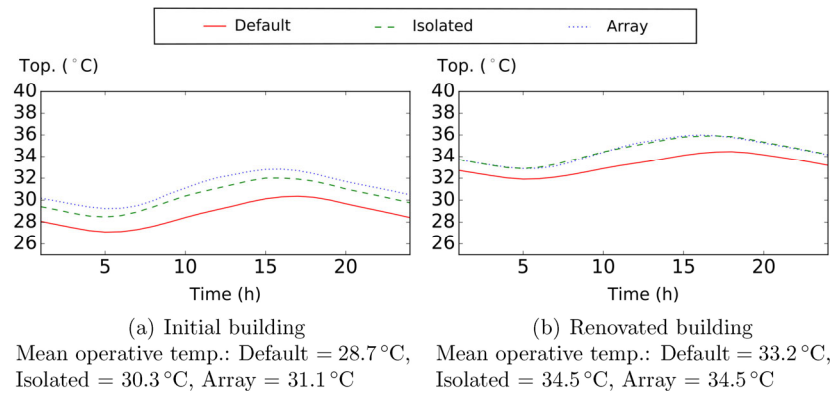 Default Isolated Array
Top. (°C) Top. (°C)
40 40
38 38
36 36
34 34
32 32
30 30
28 28
26 26
5 10 15 20 5 10 15 20
Time (h) Time (h)
(a) Initial building
Mean operative temp.: Default = 28.7 °C,
Isolated = 30.3 °C, Array = 31.1 °C
(b) Renovated building
Mean operative temp.: Default = 33.2 °C,
Isolated = 34.5 °C, Array = 34.5 °C